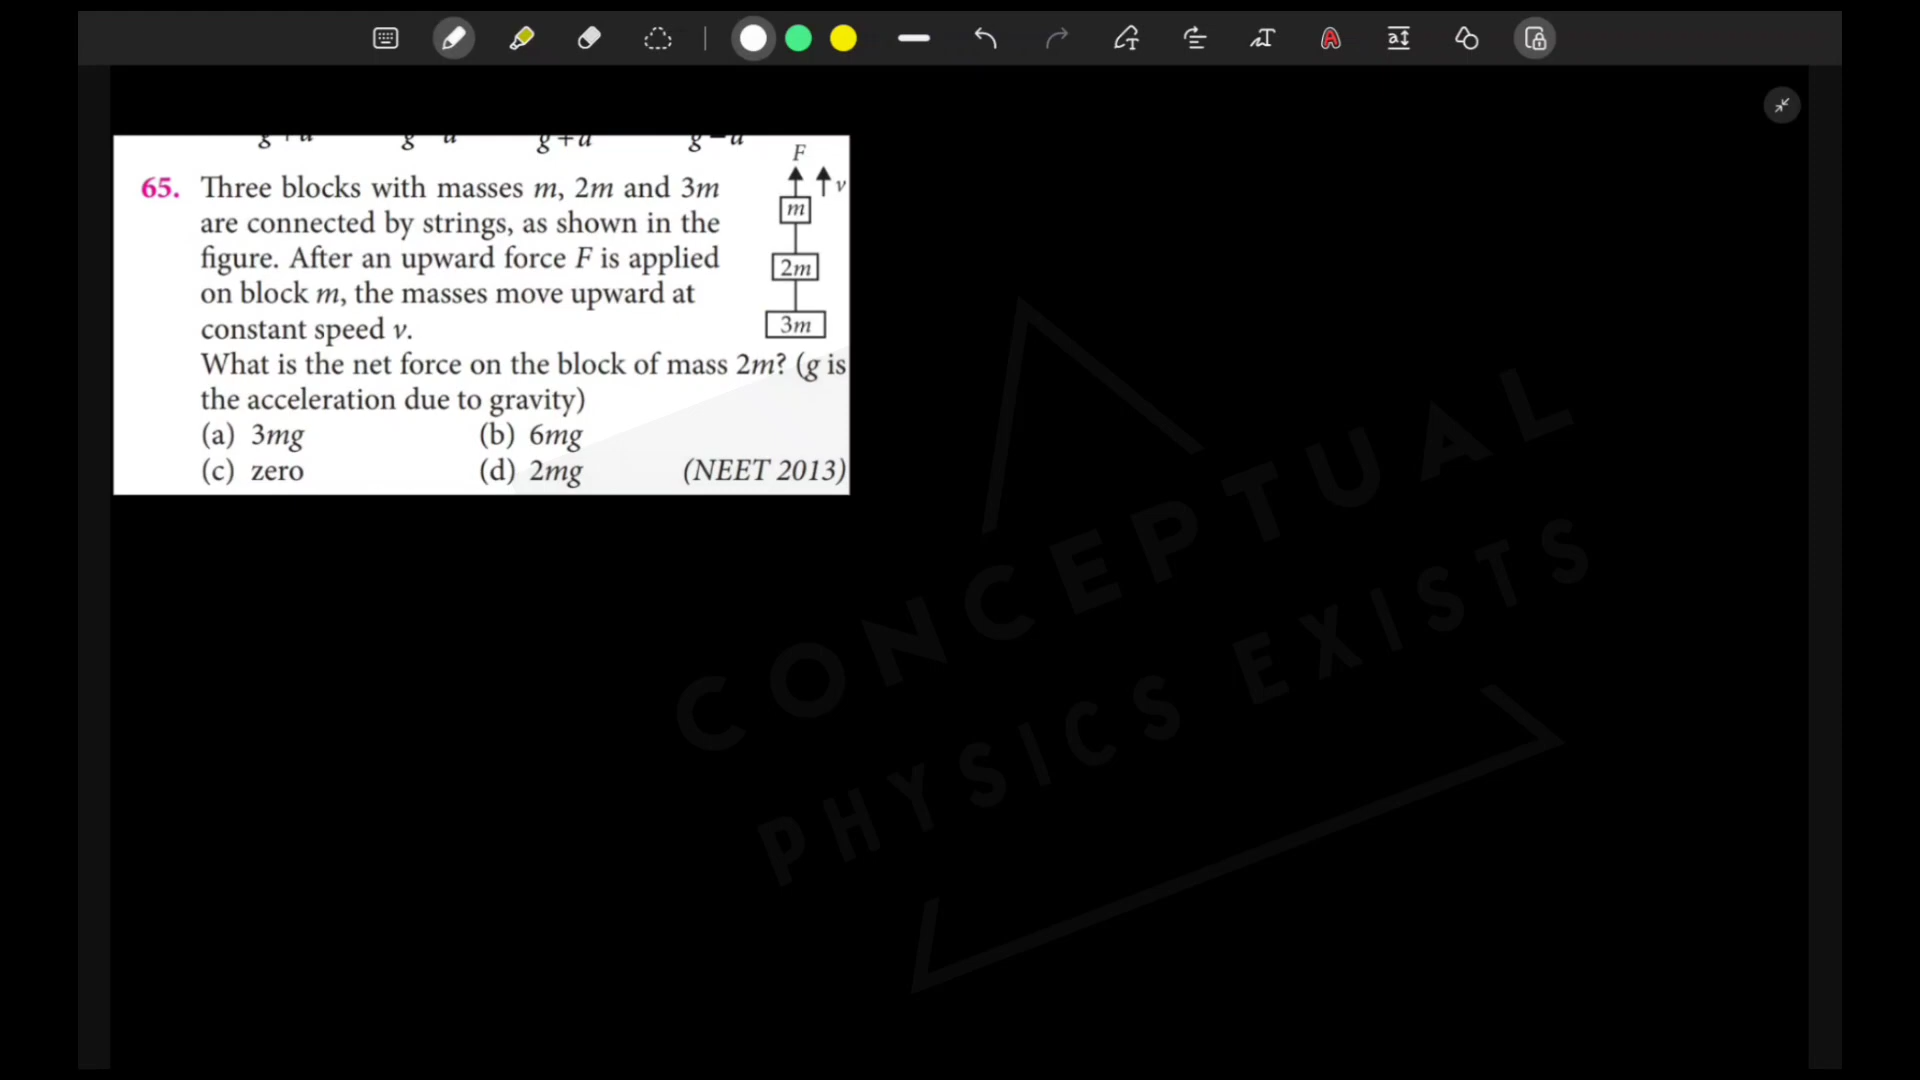 g + a g a g + a g − a
65. Three blocks with masses m, 2m and 3m
are connected by strings, as shown in the
figure. After an upward force F is applied
on block m, the masses move upward at
constant speed v.
What is the net force on the block of mass 2m? (g is
the acceleration due to gravity)
(a) 3mg (b) 6mg
(c) zero (d) 2mg (NEET 2013)
F
v
m
2m
3m
CONCEPTUAL
PHYSICS EXISTS